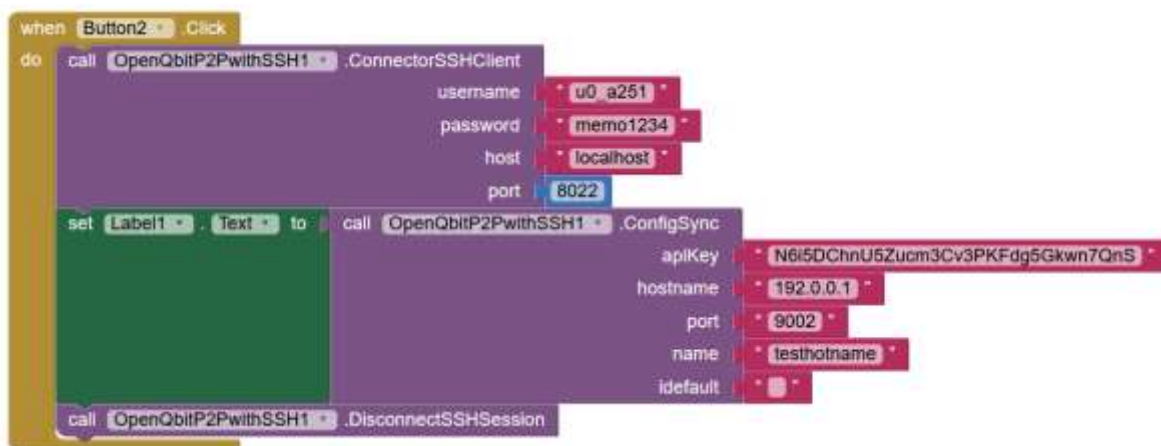 when Button2 .Click
do call OpenQbitP2PwithSSH1 .ConnectorSSHClient
username " u0_a251 "
password " memo1234 "
host " localhost "
port 8022
set Label1 . Text to call OpenQbitP2PwithSSH1 .ConfigSync
apiKey " N6i5DChnU5Zucm3Cv3PKFdg5Gkwn7QnS "
hostname " 192.0.0.1 "
port " 9002 "
name " testhotname "
idefault " "
call OpenQbitP2PwithSSH1 .DisconnectSSHSession